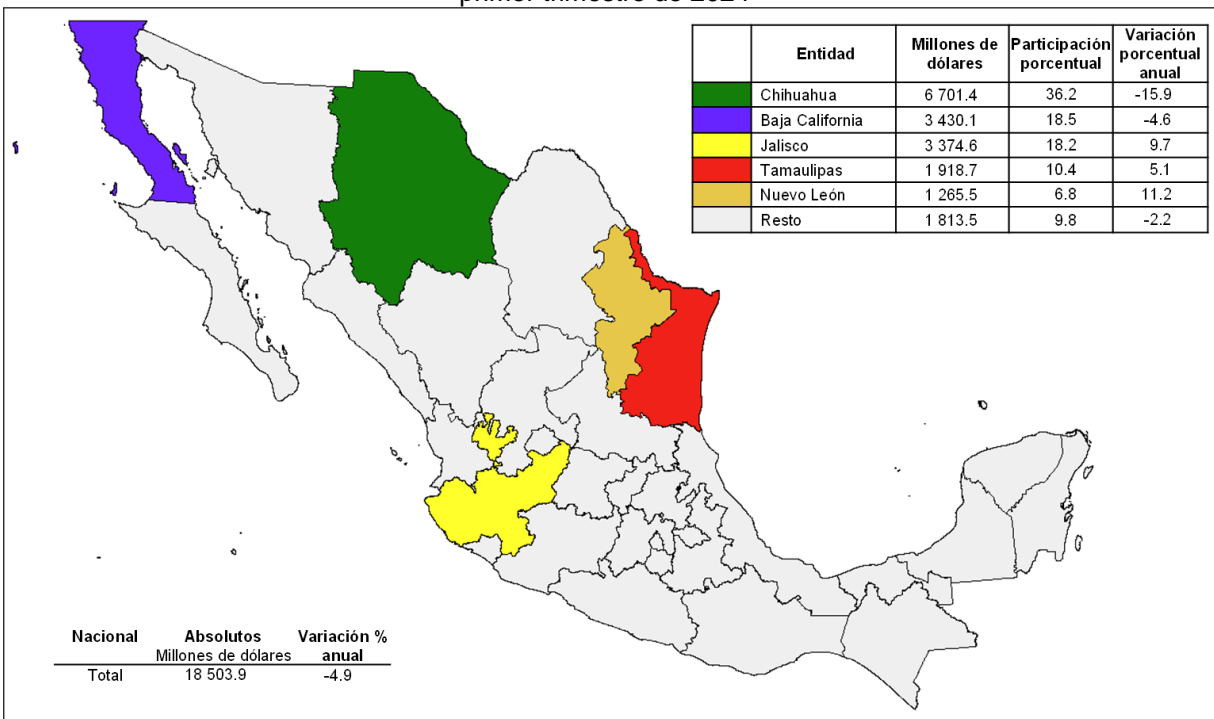 Entidad Millones de dólares Participación porcentual Variación porcentual anual
Chihuahua 6 701.4 36.2 -15.9
Baja California 3 430.1 18.5 -4.6
Jalisco 3 374.6 18.2 9.7
Tamaulipas 1 918.7 10.4 5.1
Nuevo León 1 265.5 6.8 11.2
Resto 1 813.5 9.8 -2.2
Nacional Absolutos Variación %
Millones de dólares anual
Total 18 503.9 -4.9